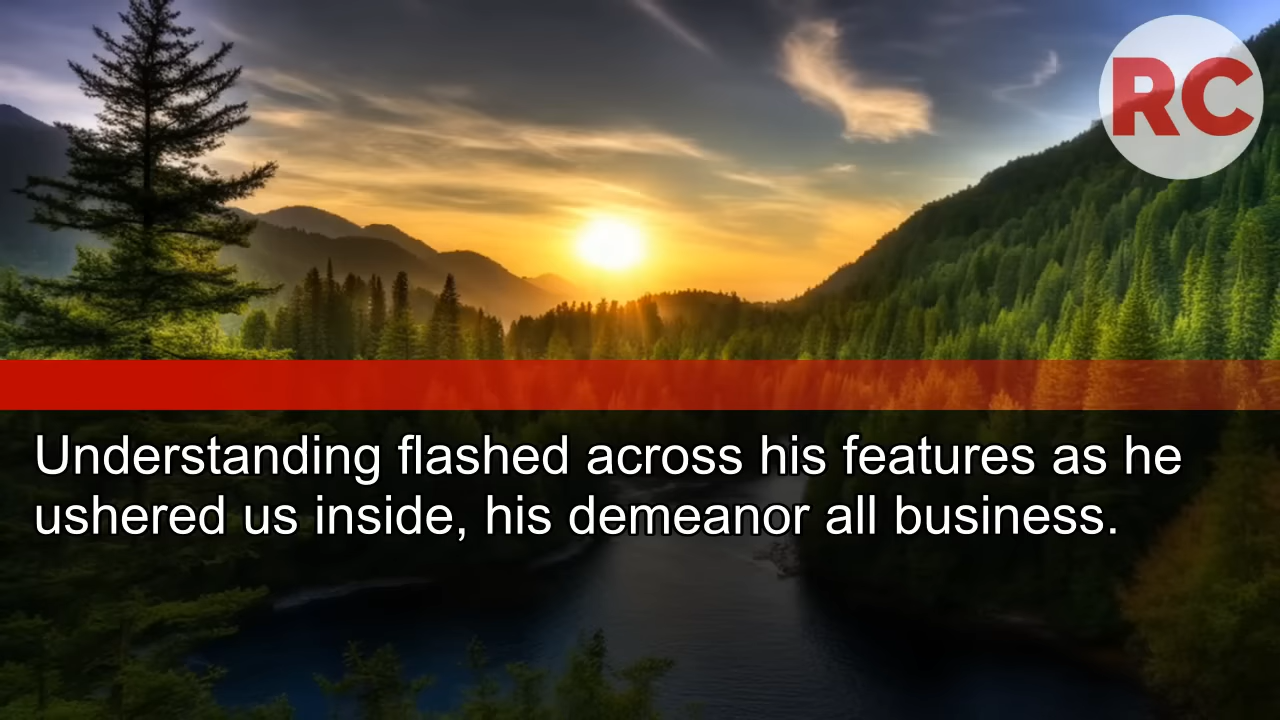 RC
Understanding flashed across his features as he
ushered us inside, his demeanor all business.